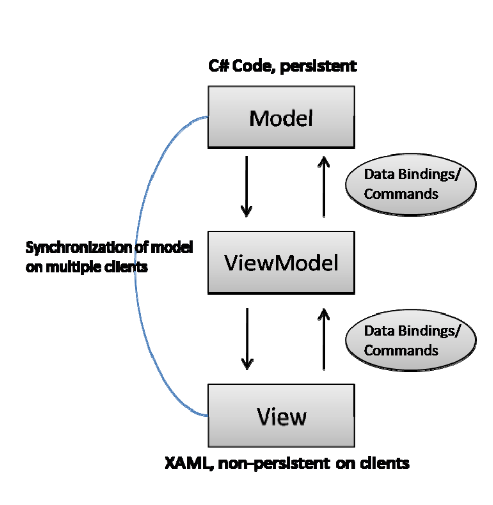 C# Code, persistent
Model
Data Bindings/
Commands
Synchronization of model
on multiple clients
ViewModel
Data Bindings/
Commands
View
XAML, non-persistent on clients